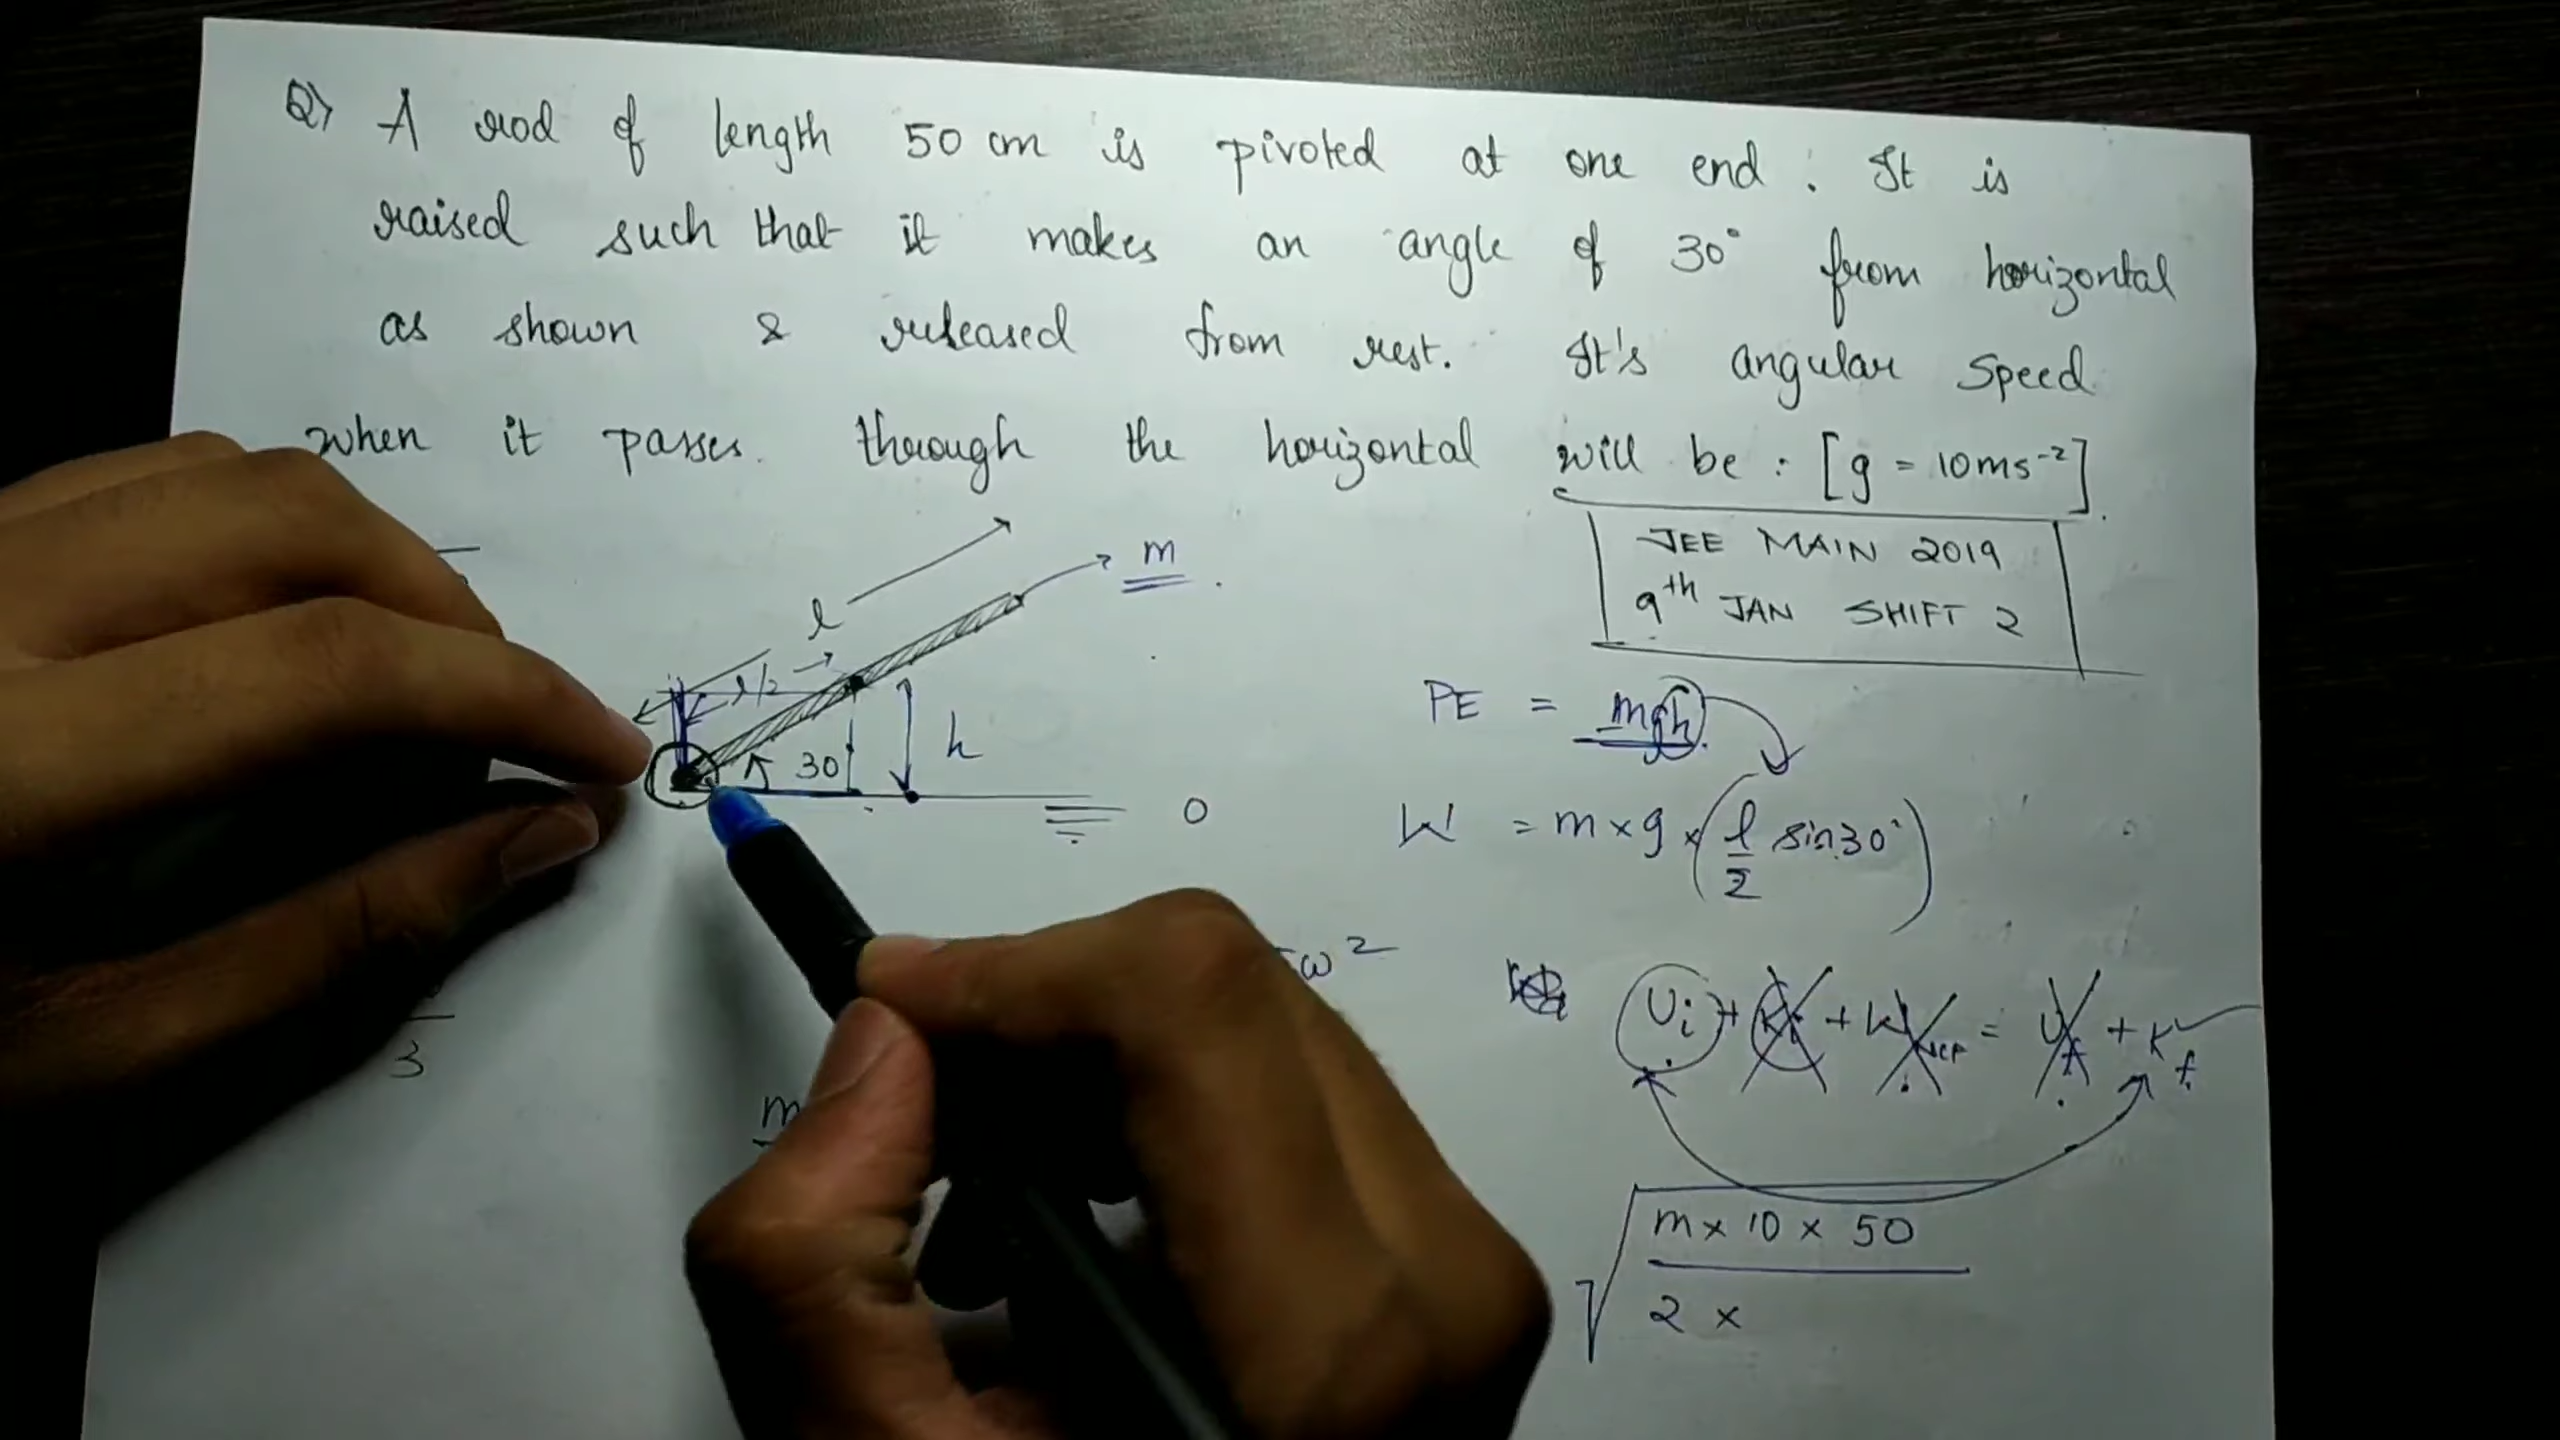 Q) A rod of length 50 cm is pivoted at one end. It is
raised such that it makes an angle of 30° from horizontal
as shown & released from rest. It's angular speed
when it passes through the horizontal will be : [g = 10ms⁻²].
JEE MAIN 2019
9th JAN SHIFT 2
m
l
l/2
h
30
0
PE = mgh
W = m × g × (l/2 sin30°)
ω²
Ui + Ki + W = Uf + Kf
3
m
√(m × 10 × 50
2 ×